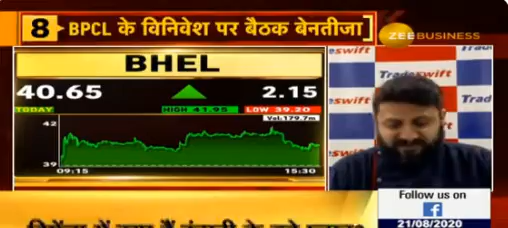 8 BPCL के विनिवेश पर बैठक बेनतीजा
ZEE BUSINESS
BHEL
40.65 2.15
TODAY HIGH 41.95 LOW 39.20
Vol:179.7m
42
39
09:15 15:30
Tradeswift
Follow us on
21/08/2020